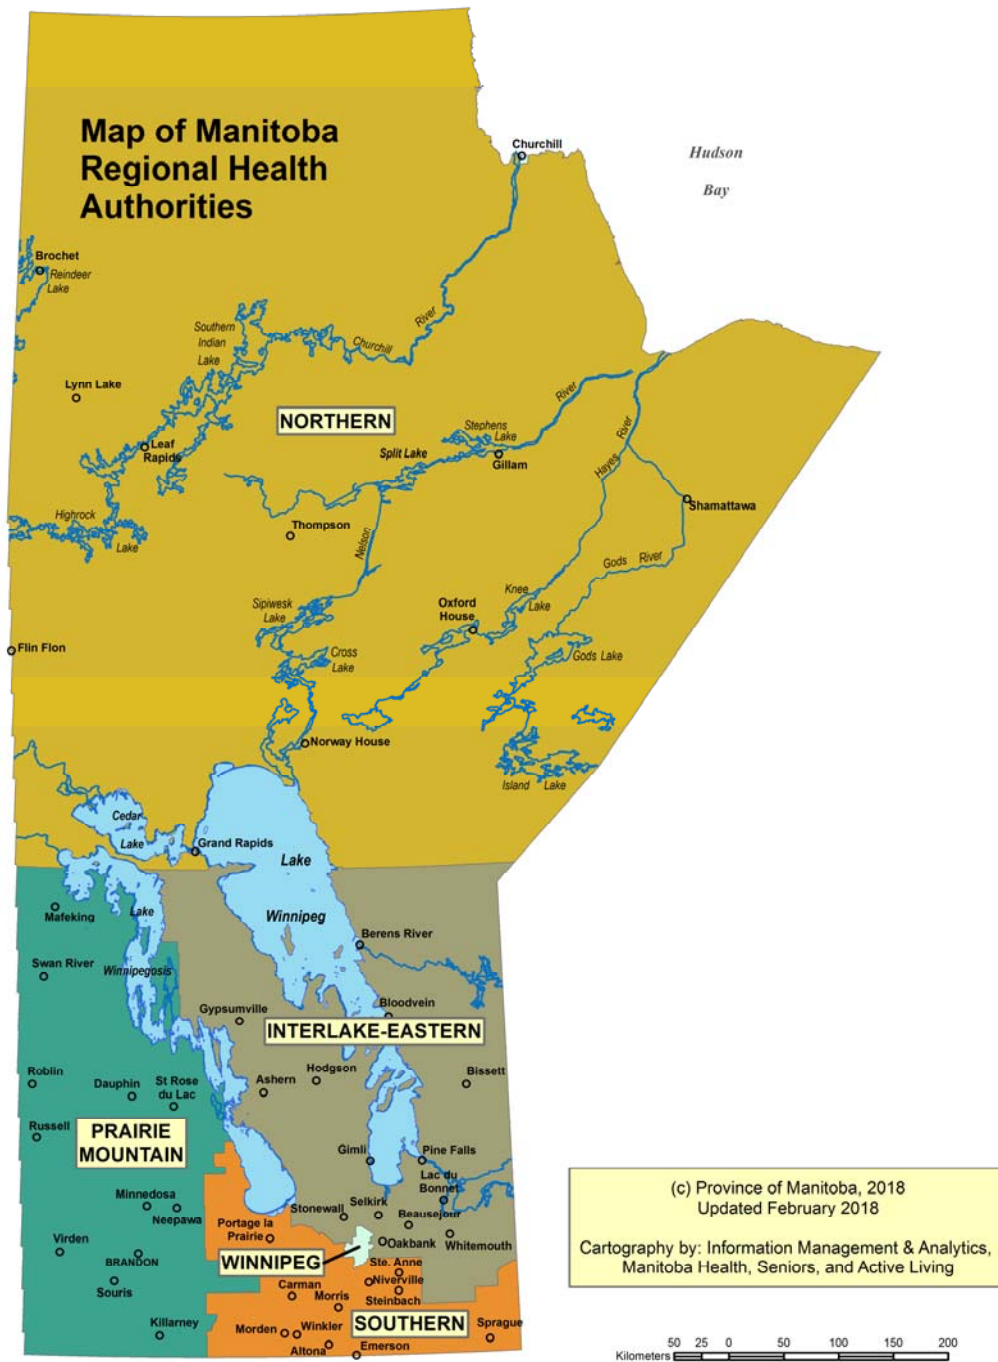 Map of Manitoba
Regional Health
Authorities
Churchill
Hudson
Bay
Brochet
Reindeer
Lake
Southern
Indian
Lake
Churchill
River
Lynn Lake
NORTHERN
River
Stephens
Lake
Split Lake
Gillam
Hayes
River
Leaf
Rapids
Shamattawa
Highrock
Lake
Thompson
Nelson
Gods River
Knee
Lake
Oxford
House
Sipiwesk
Lake
Flin Flon
Cross
Lake
Gods Lake
Norway House
Island Lake
Cedar
Lake
Grand Rapids
Lake
Winnipeg
Mafeking
Lake
Winnipegosis
Berens River
Swan River
Gypsumville
Bloodvein
INTERLAKE-EASTERN
Roblin
Dauphin
St Rose
du Lac
Ashern
Hodgson
Bissett
Russell
PRAIRIE
MOUNTAIN
Gimli
Pine Falls
Lac du
Bonnet
Minnedosa
Neepawa
Stonewall
Selkirk
Beausejour
Portage la
Prairie
Oakbank
Whitemouth
Virden
BRANDON
WINNIPEG
Ste. Anne
Niverville
Souris
Carman
Steinbach
Morris
SOUTHERN
Killarney
Morden
Winkler
Altona
Emerson
Sprague
(c) Province of Manitoba, 2018
Updated February 2018
Cartography by: Information Management & Analytics,
Manitoba Health, Seniors, and Active Living
50 25 0 50 100 150 200
Kilometers